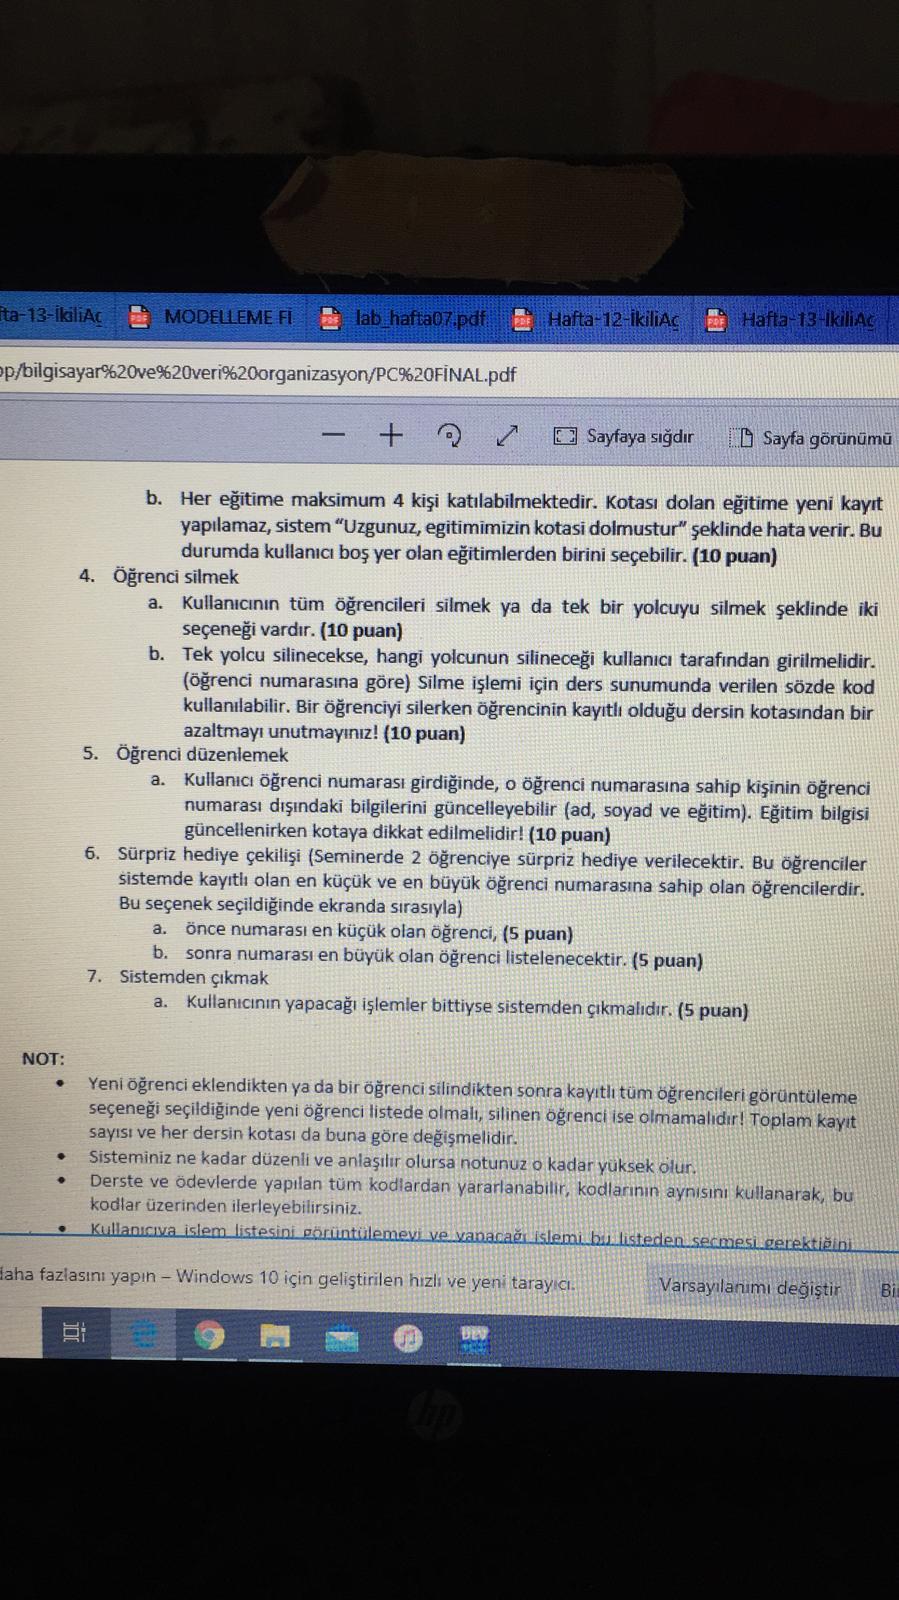 fta-13-İkiliAç MODELLEME Fİ lab_hafta07.pdf Hafta-12-İkiliAç Hafta-13-İkiliAç
op/bilgisayar%20ve%20veri%20organizasyon/PC%20FİNAL.pdf
Sayfaya sığdır Sayfa görünümü
b. Her eğitime maksimum 4 kişi katılabilmektedir. Kotası dolan eğitime yeni kayıt
yapılamaz, sistem “Uzgunuz, egitimimizin kotasi dolmustur” şeklinde hata verir. Bu
durumda kullanıcı boş yer olan eğitimlerden birini seçebilir. (10 puan)
4. Öğrenci silmek
a. Kullanıcının tüm öğrencileri silmek ya da tek bir yolcuyu silmek şeklinde iki
seçeneği vardır. (10 puan)
b. Tek yolcu silinecekse, hangi yolcunun silineceği kullanıcı tarafından girilmelidir.
(öğrenci numarasına göre) Silme işlemi için ders sunumunda verilen sözde kod
kullanılabilir. Bir öğrenciyi silerken öğrencinin kayıtlı olduğu dersin kotasından bir
azaltmayı unutmayınız! (10 puan)
5. Öğrenci düzenlemek
a. Kullanıcı öğrenci numarası girdiğinde, o öğrenci numarasına sahip kişinin öğrenci
numarası dışındaki bilgilerini güncelleyebilir (ad, soyad ve eğitim). Eğitim bilgisi
güncellenirken kotaya dikkat edilmelidir! (10 puan)
6. Sürpriz hediye çekilişi (Seminerde 2 öğrenciye sürpriz hediye verilecektir. Bu öğrenciler
sistemde kayıtlı olan en küçük ve en büyük öğrenci numarasına sahip olan öğrencilerdir.
Bu seçenek seçildiğinde ekranda sırasıyla)
a. önce numarası en küçük olan öğrenci, (5 puan)
b. sonra numarası en büyük olan öğrenci listelenecektir. (5 puan)
7. Sistemden çıkmak
a. Kullanıcının yapacağı işlemler bittiyse sistemden çıkmalıdır. (5 puan)
NOT:
• Yeni öğrenci eklendikten ya da bir öğrenci silindikten sonra kayıtlı tüm öğrencileri görüntüleme
seçeneği seçildiğinde yeni öğrenci listede olmalı, silinen öğrenci ise olmamalıdır! Toplam kayıt
sayısı ve her dersin kotası da buna göre değişmelidir.
• Sisteminiz ne kadar düzenli ve anlaşılır olursa notunuz o kadar yüksek olur.
• Derste ve ödevlerde yapılan tüm kodlardan yararlanabilir, kodlarının aynısını kullanarak, bu
kodlar üzerinden ilerleyebilirsiniz.
• Kullanıcıya işlem listesini görüntülemeyi ve yapacağı işlemi bu listeden seçmesi gerektiğini
daha fazlasını yapın – Windows 10 için geliştirilen hızlı ve yeni tarayıcı. Varsayılanımı değiştir Bi
DEV
hp